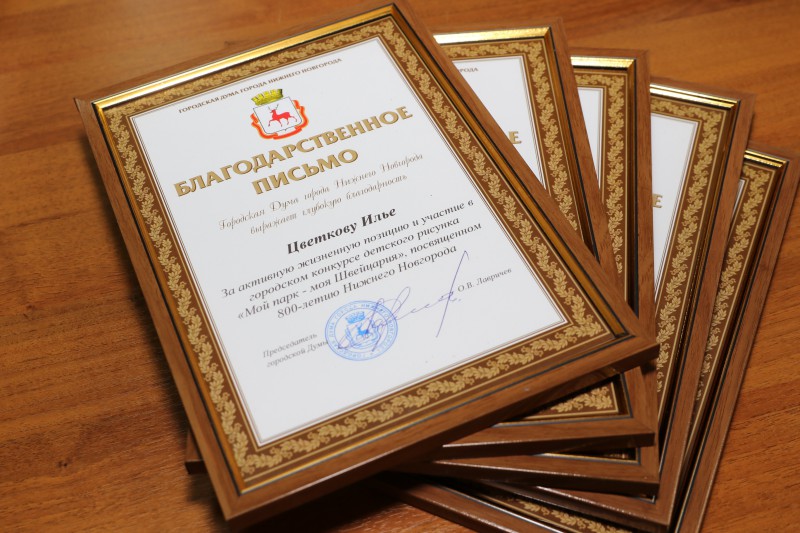 ГОРОДСКАЯ ДУМА ГОРОДА НИЖНЕГО НОВГОРОДА
БЛАГОДАРСТВЕННОЕ
ПИСЬМО
Городская Дума города Нижнего Новгорода
выражает глубокую благодарность
Цветкову Илье
За активную жизненную позицию и участие в
городском конкурсе детского рисунка
«Мой парк - моя Швейцария», посвященном
800-летию Нижнего Новгорода
Председатель
городской Думы
О.В. Лавричев